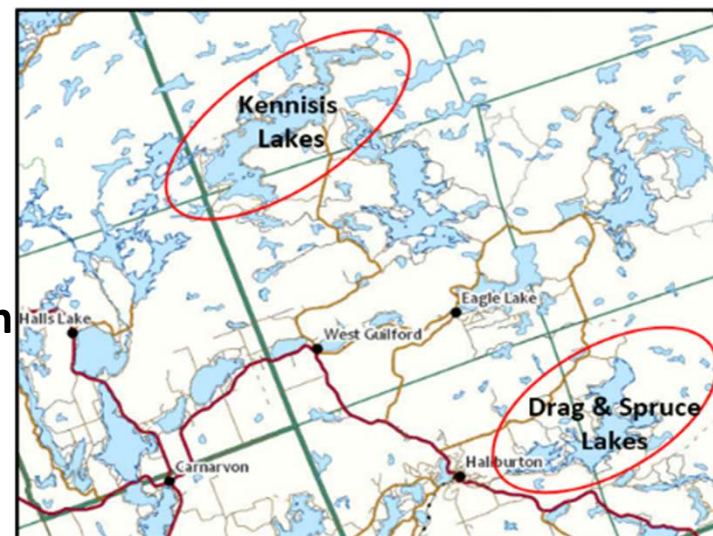 Kennisis
Lakes
n
Halls Lake
Eagle Lake
West Guilford
Drag & Spruce
Lakes
Haliburton
Carnarvon